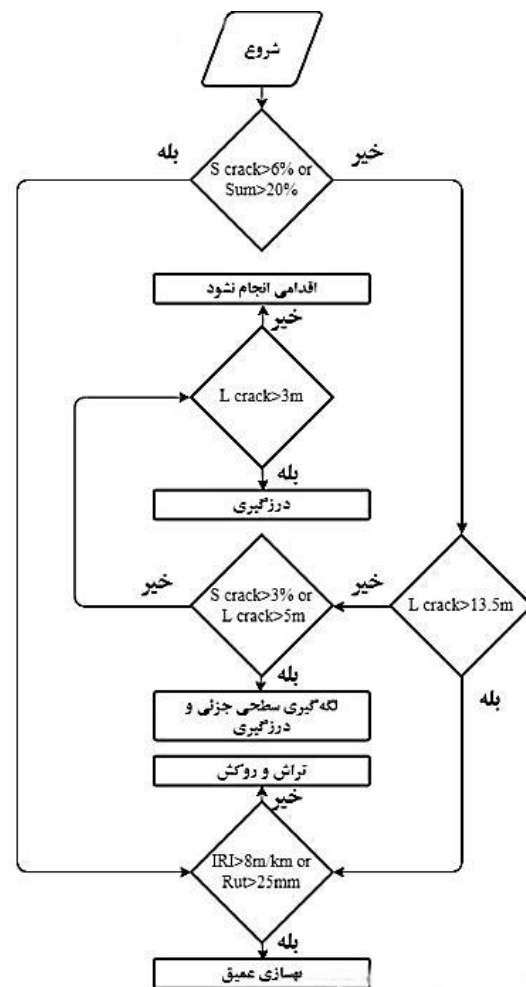 شروع
بله
خیر
S crack>6% or
Sum>20%
اقدامی انجام نشود
خیر
L crack>3m
بله
درزگیری
خیر
S crack>3% or
L crack>5m
خیر
L crack>13.5m
بله
بله
لکه‌گیری سطحی جزئی و
درزگیری
تراش و روکش
خیر
IRI>8m/km or
Rut>25mm
بله
بهسازی عمیق